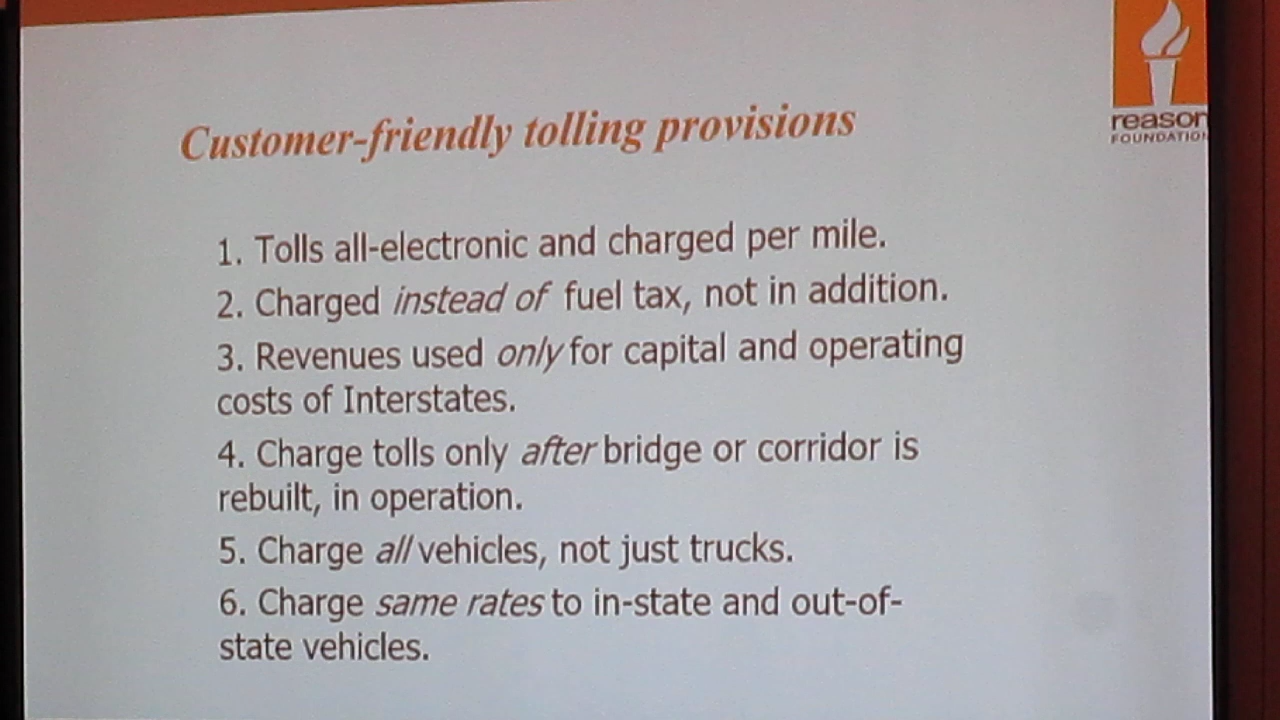 reason
FOUNDATION
Customer-friendly tolling provisions
1. Tolls all-electronic and charged per mile.
2. Charged instead of fuel tax, not in addition.
3. Revenues used only for capital and operating
costs of Interstates.
4. Charge tolls only after bridge or corridor is
rebuilt, in operation.
5. Charge all vehicles, not just trucks.
6. Charge same rates to in-state and out-of-
state vehicles.